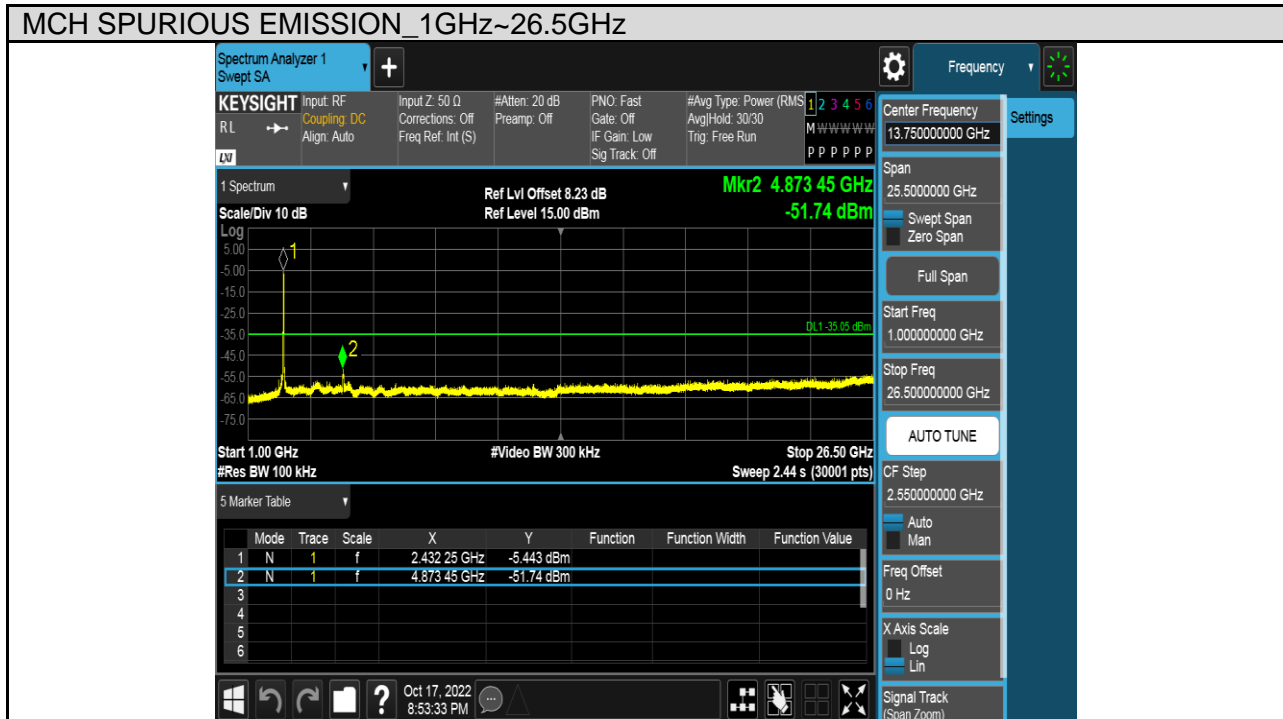 MCH SPURIOUS EMISSION_1GHz~26.5GHz
Spectrum Analyzer 1
Swept SA
Frequency
KEYSIGHT
RL
LXI
Input: RF
Coupling: DC
Align: Auto
Input Z: 50 Ω
Corrections: Off
Freq Ref: Int (S)
#Atten: 20 dB
Preamp: Off
PNO: Fast
Gate: Off
IF Gain: Low
Sig Track: Off
#Avg Type: Power (RMS
Avg|Hold: 30/30
Trig: Free Run
1 2 3 4 5 6
M W W W W W
P P P P P P
1 Spectrum
Scale/Div 10 dB
Ref Lvl Offset 8.23 dB
Ref Level 15.00 dBm
Mkr2 4.873 45 GHz
-51.74 dBm
Log
5.00
-5.00
-15.0
-25.0
-35.0
-45.0
-55.0
-65.0
-75.0
1
2
DL1 -35.05 dBm
Start 1.00 GHz
#Video BW 300 kHz
Stop 26.50 GHz
#Res BW 100 kHz
Sweep 2.44 s (30001 pts)
5 Marker Table
Mode Trace Scale X Y Function Function Width Function Value
1 N 1 f 2.432 25 GHz -5.443 dBm
2 N 1 f 4.873 45 GHz -51.74 dBm
3
4
5
6
Oct 17, 2022
8:53:33 PM
Center Frequency
13.75000000 GHz
Settings
Span
25.5000000 GHz
Swept Span
Zero Span
Full Span
Start Freq
1.000000000 GHz
Stop Freq
26.500000000 GHz
AUTO TUNE
CF Step
2.550000000 GHz
Auto
Man
Freq Offset
0 Hz
X Axis Scale
Log
Lin
Signal Track
(Span Zoom)